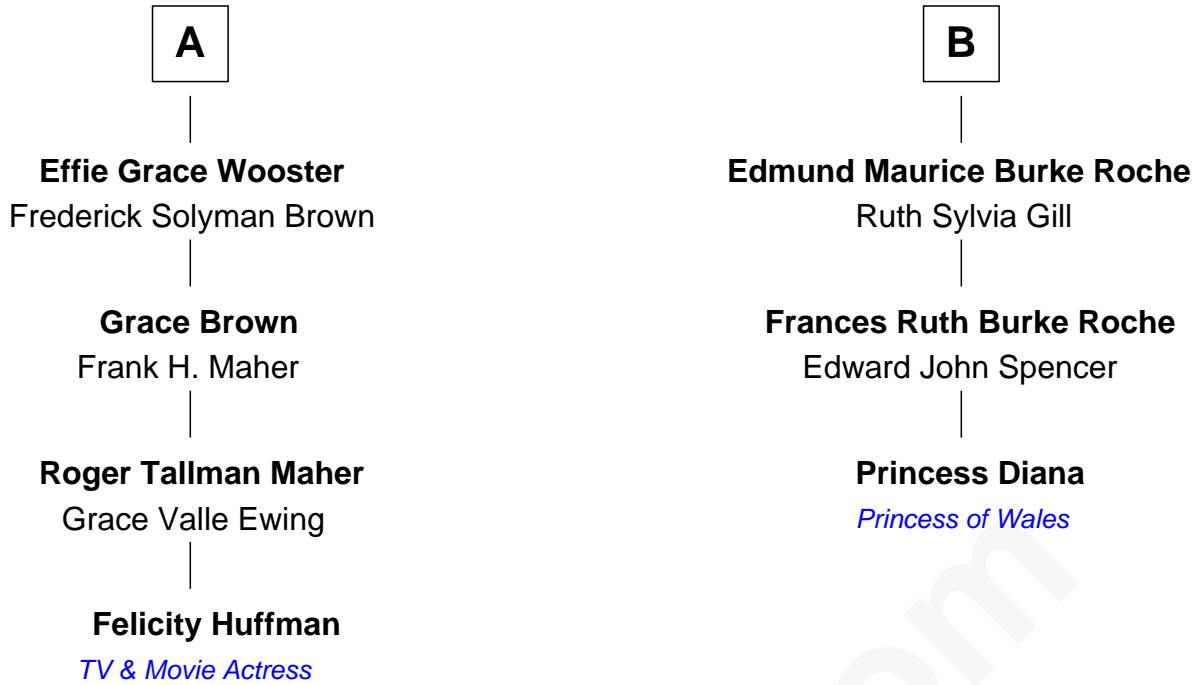 A
Effie Grace Wooster
Frederick Solyman Brown
Grace Brown
Frank H. Maher
Roger Tallman Maher
Grace Valle Ewing
Felicity Huffman
TV & Movie Actress
B
Edmund Maurice Burke Roche
Ruth Sylvia Gill
Frances Ruth Burke Roche
Edward John Spencer
Princess Diana
Princess of Wales
om